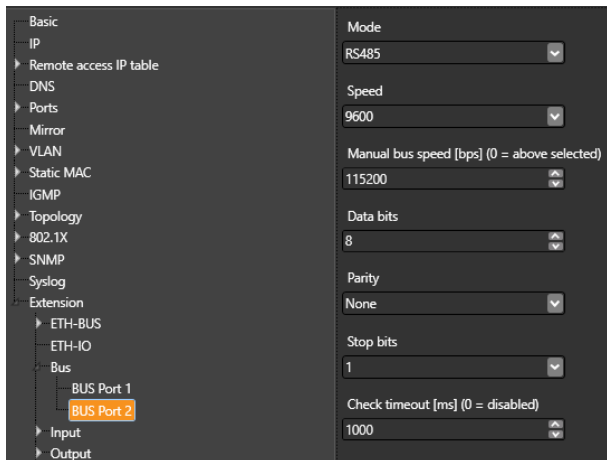 Basic
IP
Remote access IP table
DNS
Ports
Mirror
VLAN
Static MAC
IGMP
Topology
802.1X
SNMP
Syslog
Extension
ETH-BUS
ETH-IO
Bus
BUS Port 1
BUS Port 2
Input
Output
Mode
RS485
Speed
9600
Manual bus speed [bps] (0 = above selected)
115200
Data bits
8
Parity
None
Stop bits
1
Check timeout [ms] (0 = disabled)
1000